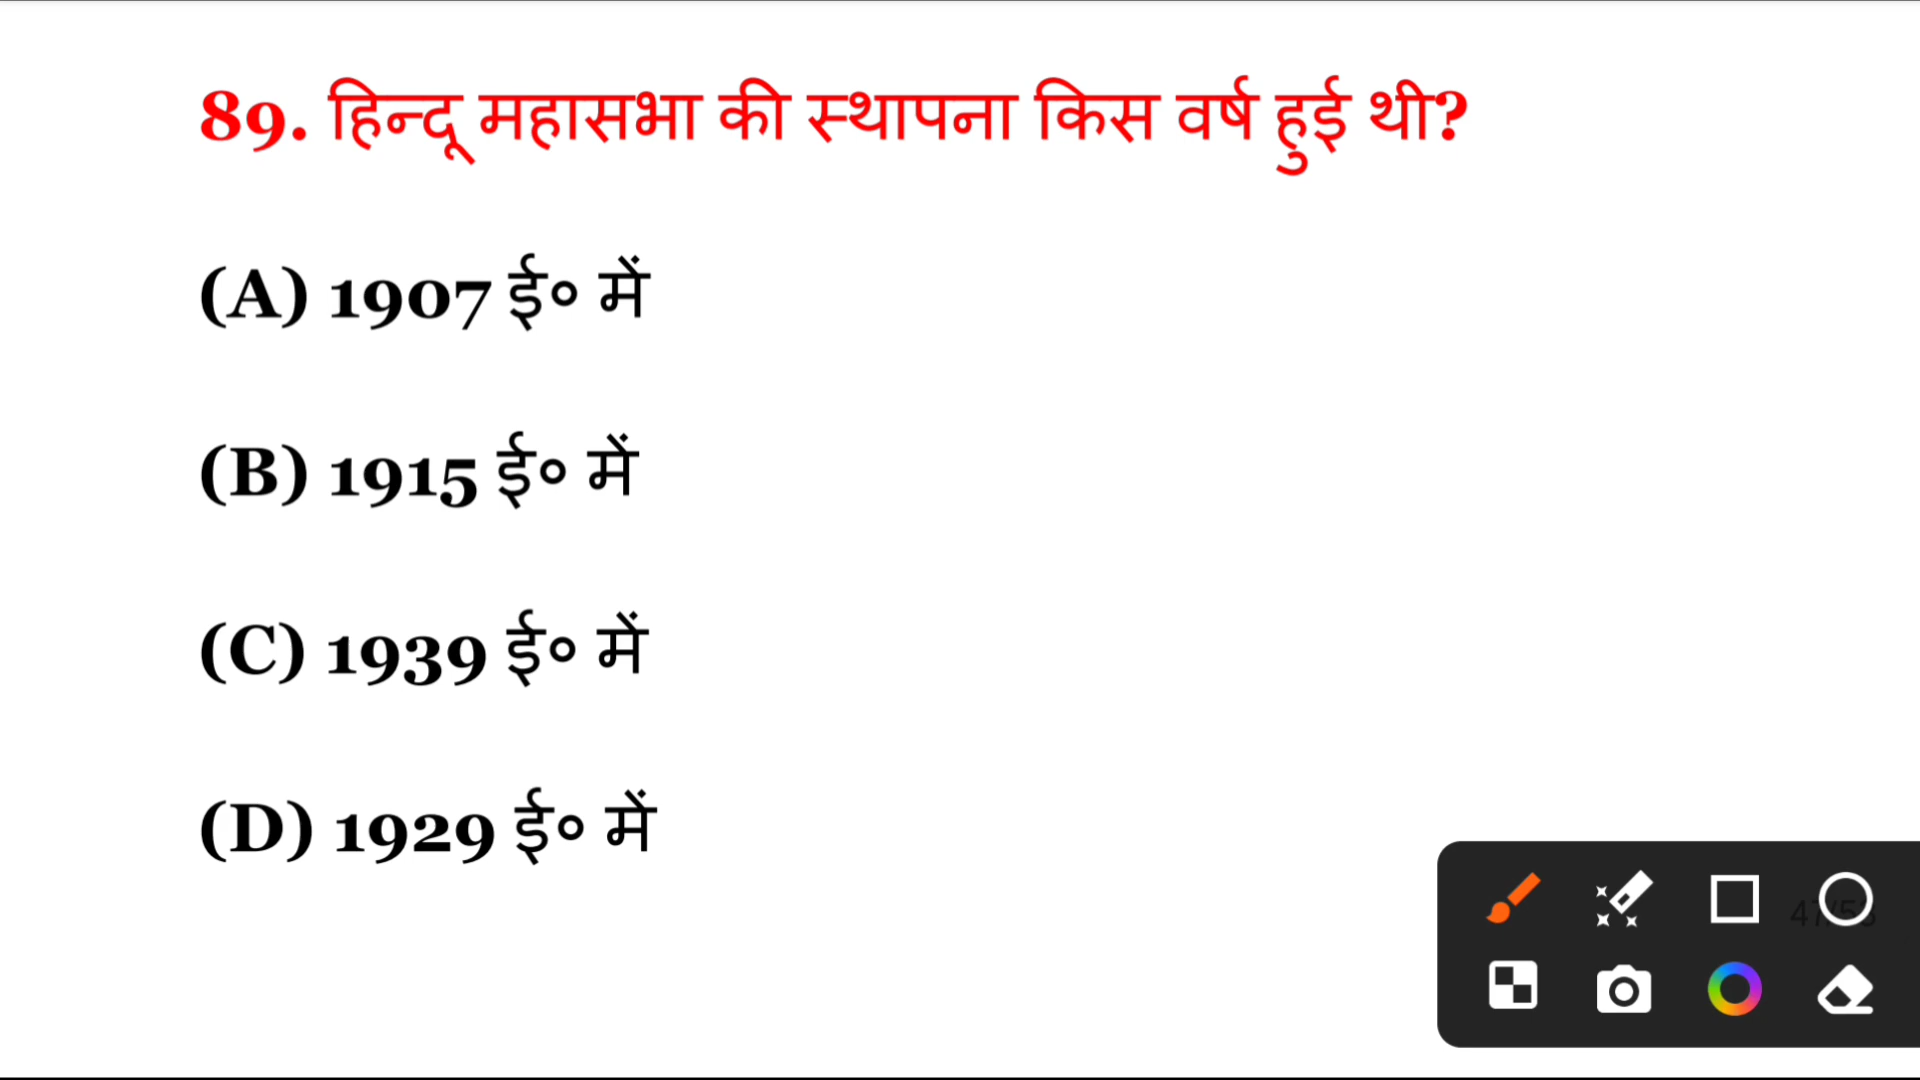 89. हिन्दू महासभा की स्थापना किस वर्ष हुई थी?
(A) 1907 ई० में
(B) 1915 ई० में
(C) 1939 ई० में
(D) 1929 ई० में